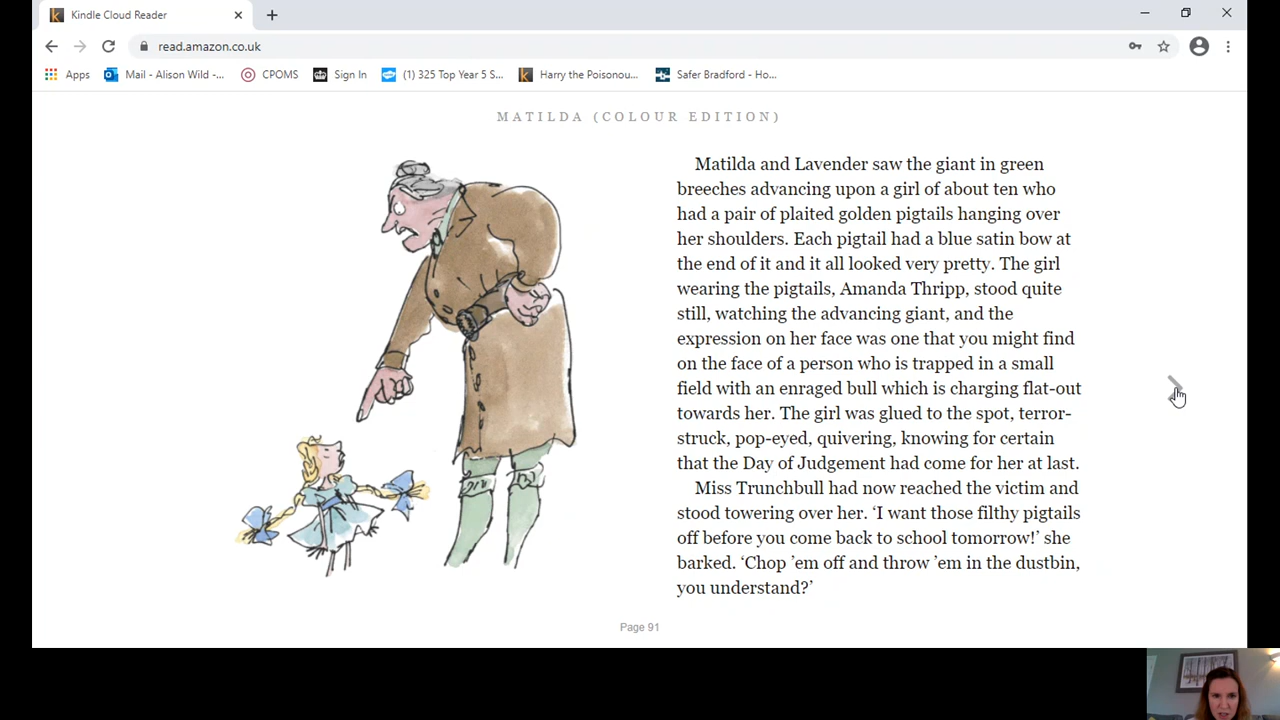 Kindle Cloud Reader
read.amazon.co.uk
Apps
Mail - Alison Wild -...
CPOMS
Sign In
(1) 325 Top Year 5 S...
Harry the Poisonou...
Safer Bradford - Ho...
MATILDA (COLOUR EDITION)
Matilda and Lavender saw the giant in green
breeches advancing upon a girl of about ten who
had a pair of plaited golden pigtails hanging over
her shoulders. Each pigtail had a blue satin bow at
the end of it and it all looked very pretty. The girl
wearing the pigtails, Amanda Thripp, stood quite
still, watching the advancing giant, and the
expression on her face was one that you might find
on the face of a person who is trapped in a small
field with an enraged bull which is charging flat-out
towards her. The girl was glued to the spot, terror-
struck, pop-eyed, quivering, knowing for certain
that the Day of Judgement had come for her at last.
Miss Trunchbull had now reached the victim and
stood towering over her. ‘I want those filthy pigtails
off before you come back to school tomorrow!’ she
barked. ‘Chop ’em off and throw ’em in the dustbin,
you understand?’
Page 91